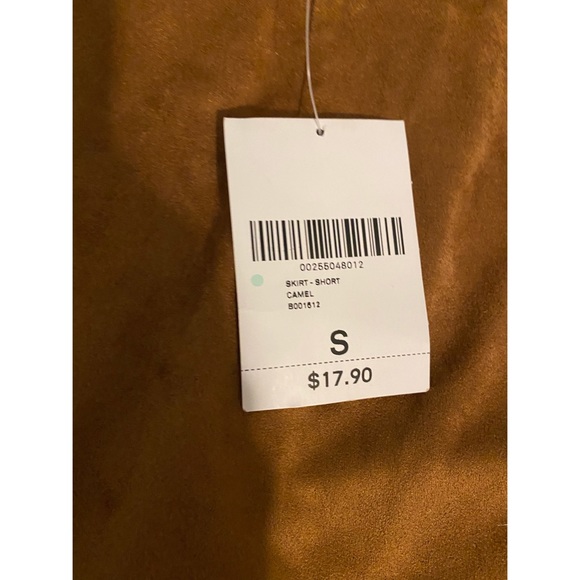 00255048012
SKIRT - SHORT
CAMEL
B001612
S
$17.90